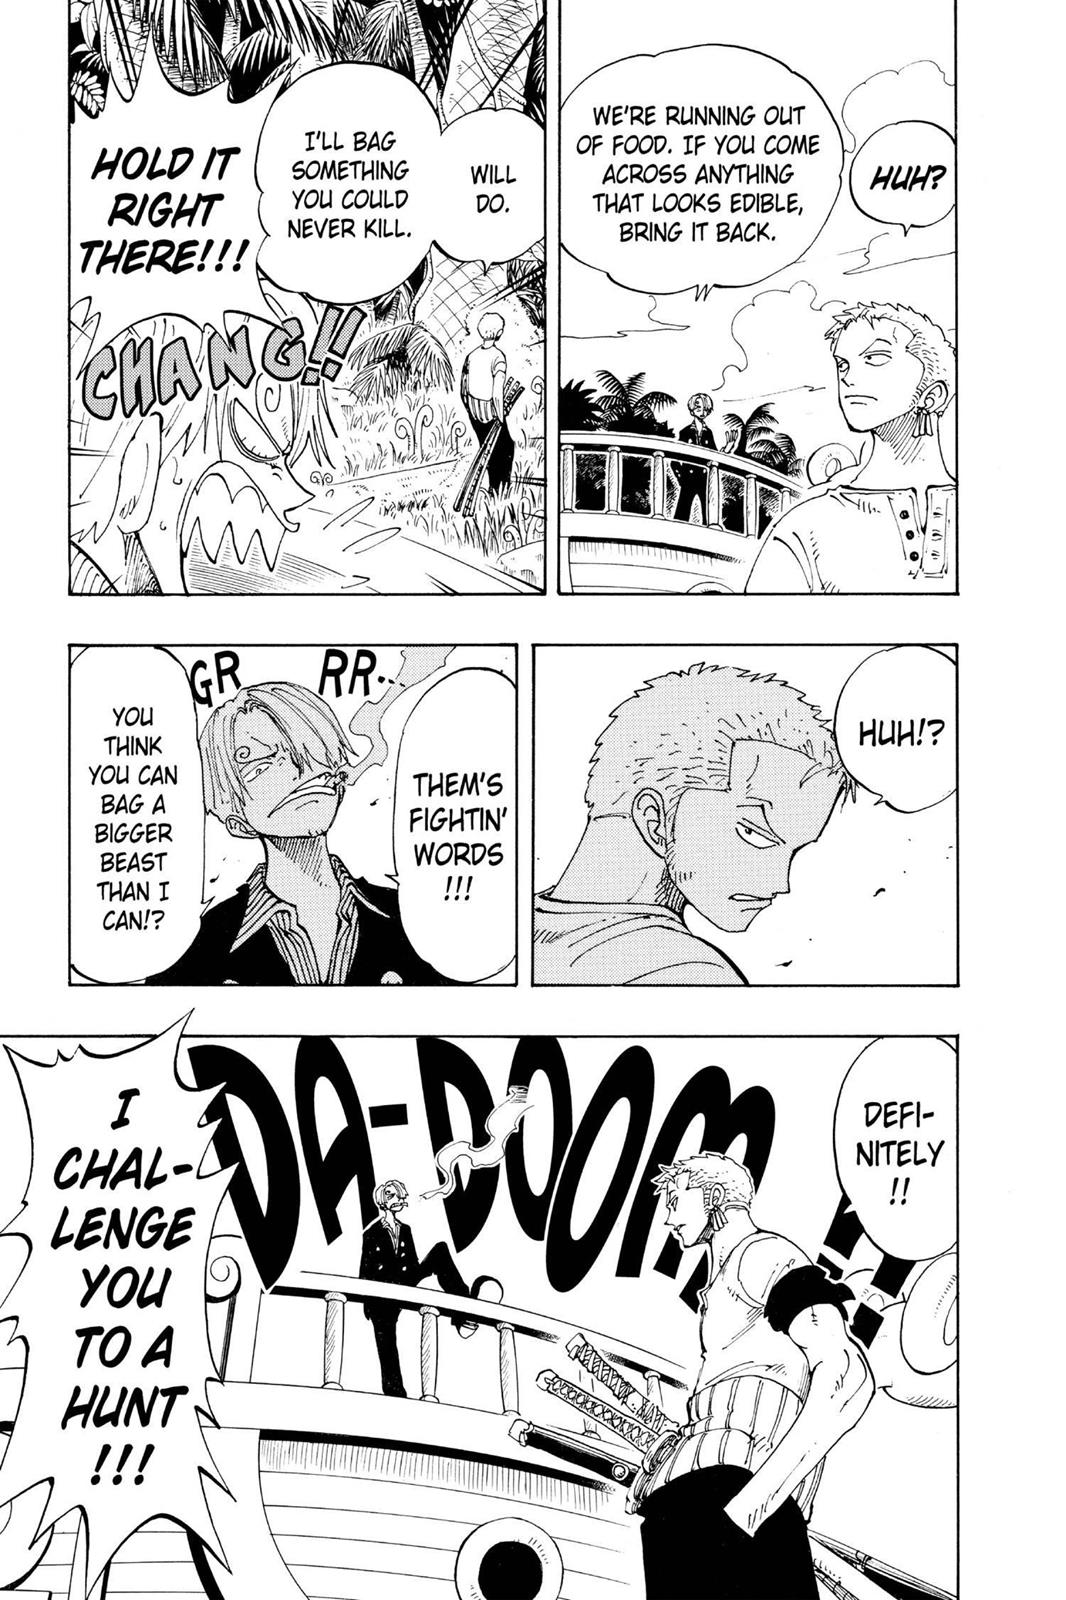 HUH?
WE'RE RUNNING OUT
OF FOOD. IF YOU COME
ACROSS ANYTHING
THAT LOOKS EDIBLE,
BRING IT BACK.
WILL
DO.
I'LL BAG
SOMETHING
YOU COULD
NEVER KILL.
HOLD IT
RIGHT
THERE!!!
CHANG!!
HUH!?
GR RR...
THEM'S
FIGHTIN'
WORDS
!!!
YOU
THINK
YOU CAN
BAG A
BIGGER
BEAST
THAN I
CAN!?
DEFI-
NITELY
!!
DA-DOOM!!
I
CHAL-
LENGE
YOU
TO A
HUNT
!!!